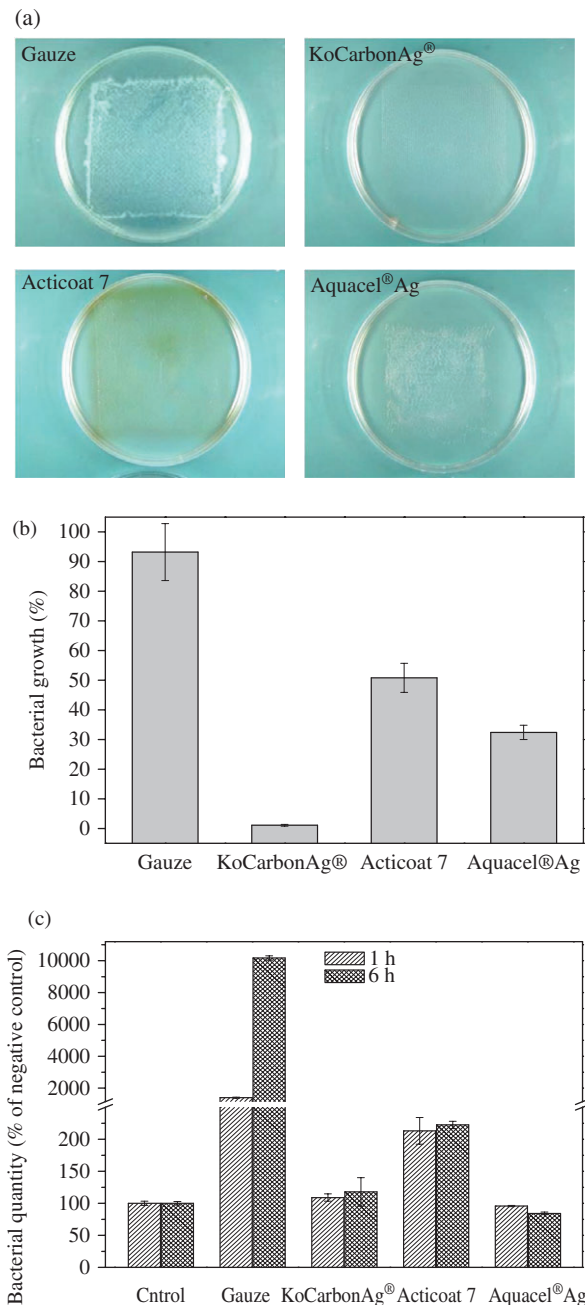 (a)
Gauze
KoCarbonAg®
Acticoat 7
Aquacel®Ag
(b)
Bacterial growth (%)
100
90
80
70
60
50
40
30
20
10
0
Gauze KoCarbonAg® Acticoat 7 Aquacel®Ag
(c)
Bacterial quantity (% of negative control)
1 h
6 h
10000
8000
6000
4000
2000
200
150
100
50
0
Cntrol Gauze KoCarbonAg® Acticoat 7 Aquacel®Ag